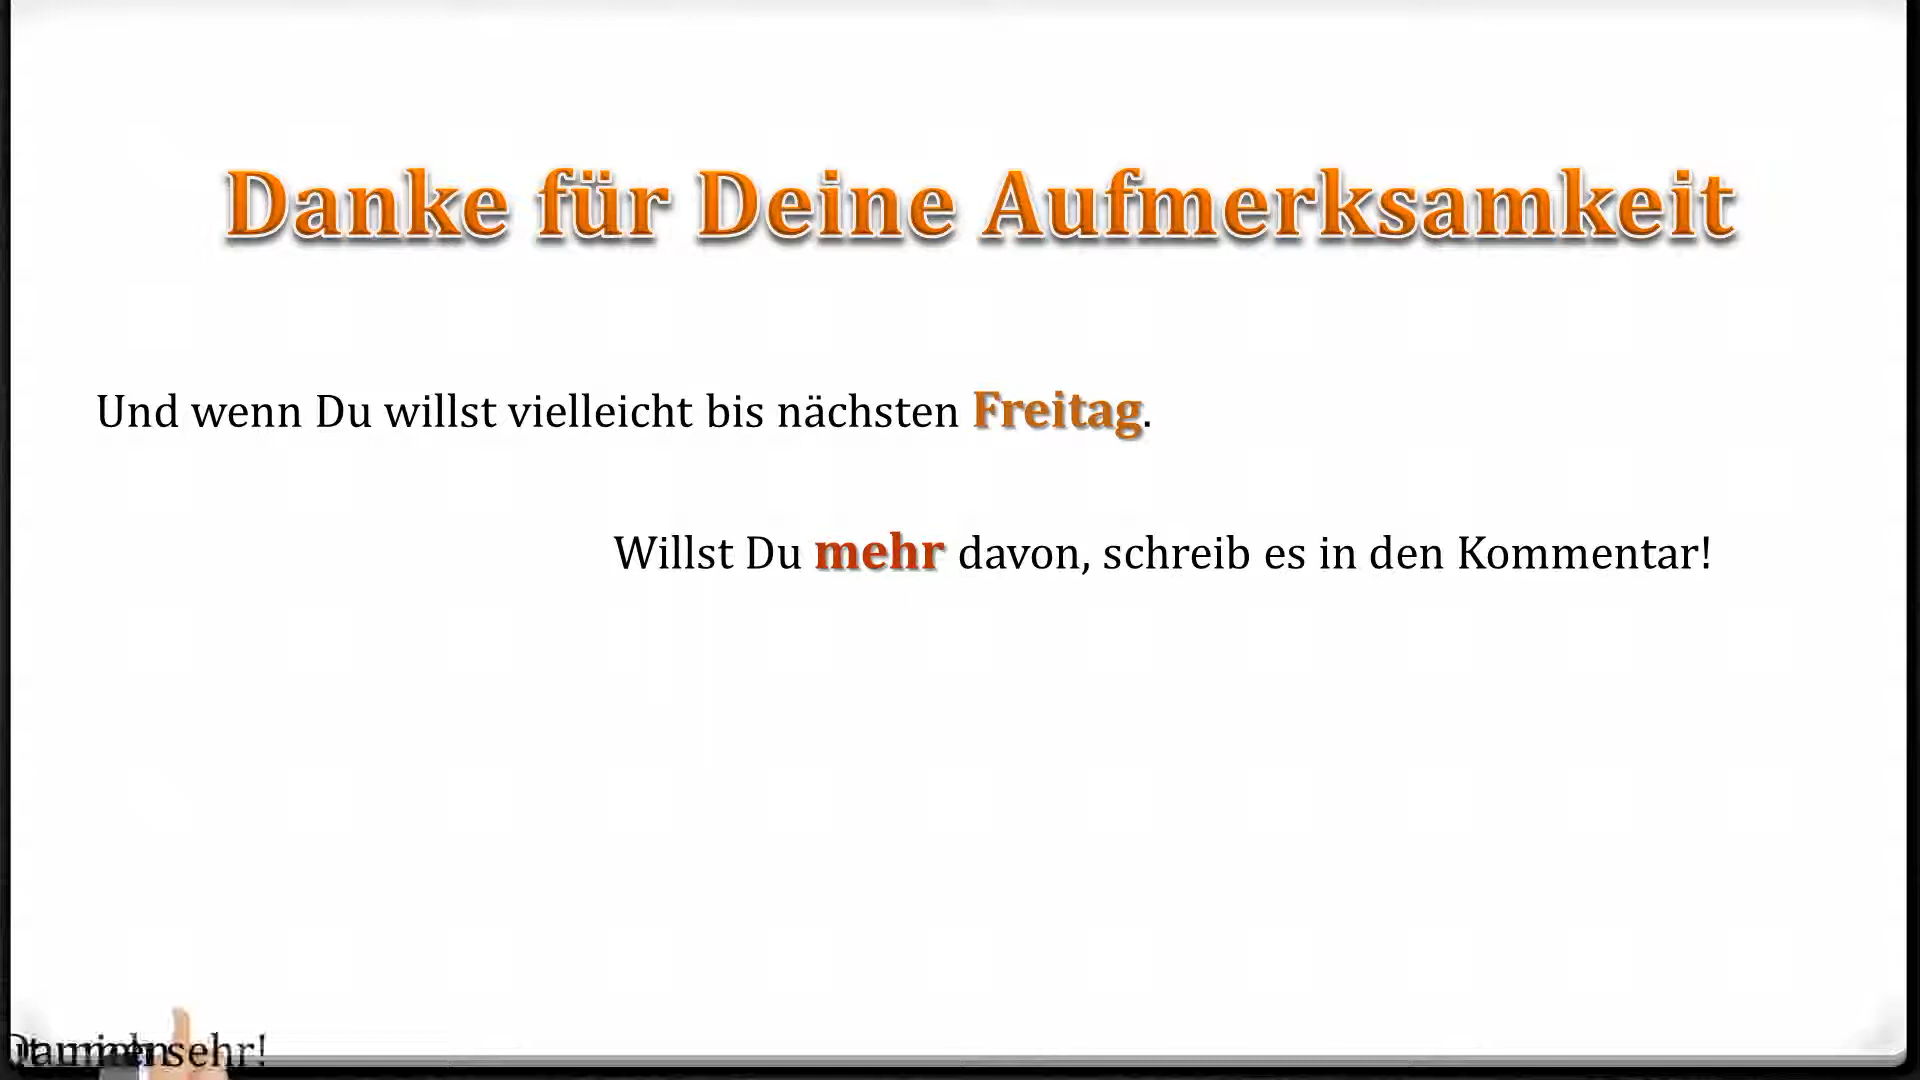 Danke für Deine Aufmerksamkeit
Und wenn Du willst vielleicht bis nächsten Freitag.
Willst Du mehr davon, schreib es in den Kommentar!
sehr!